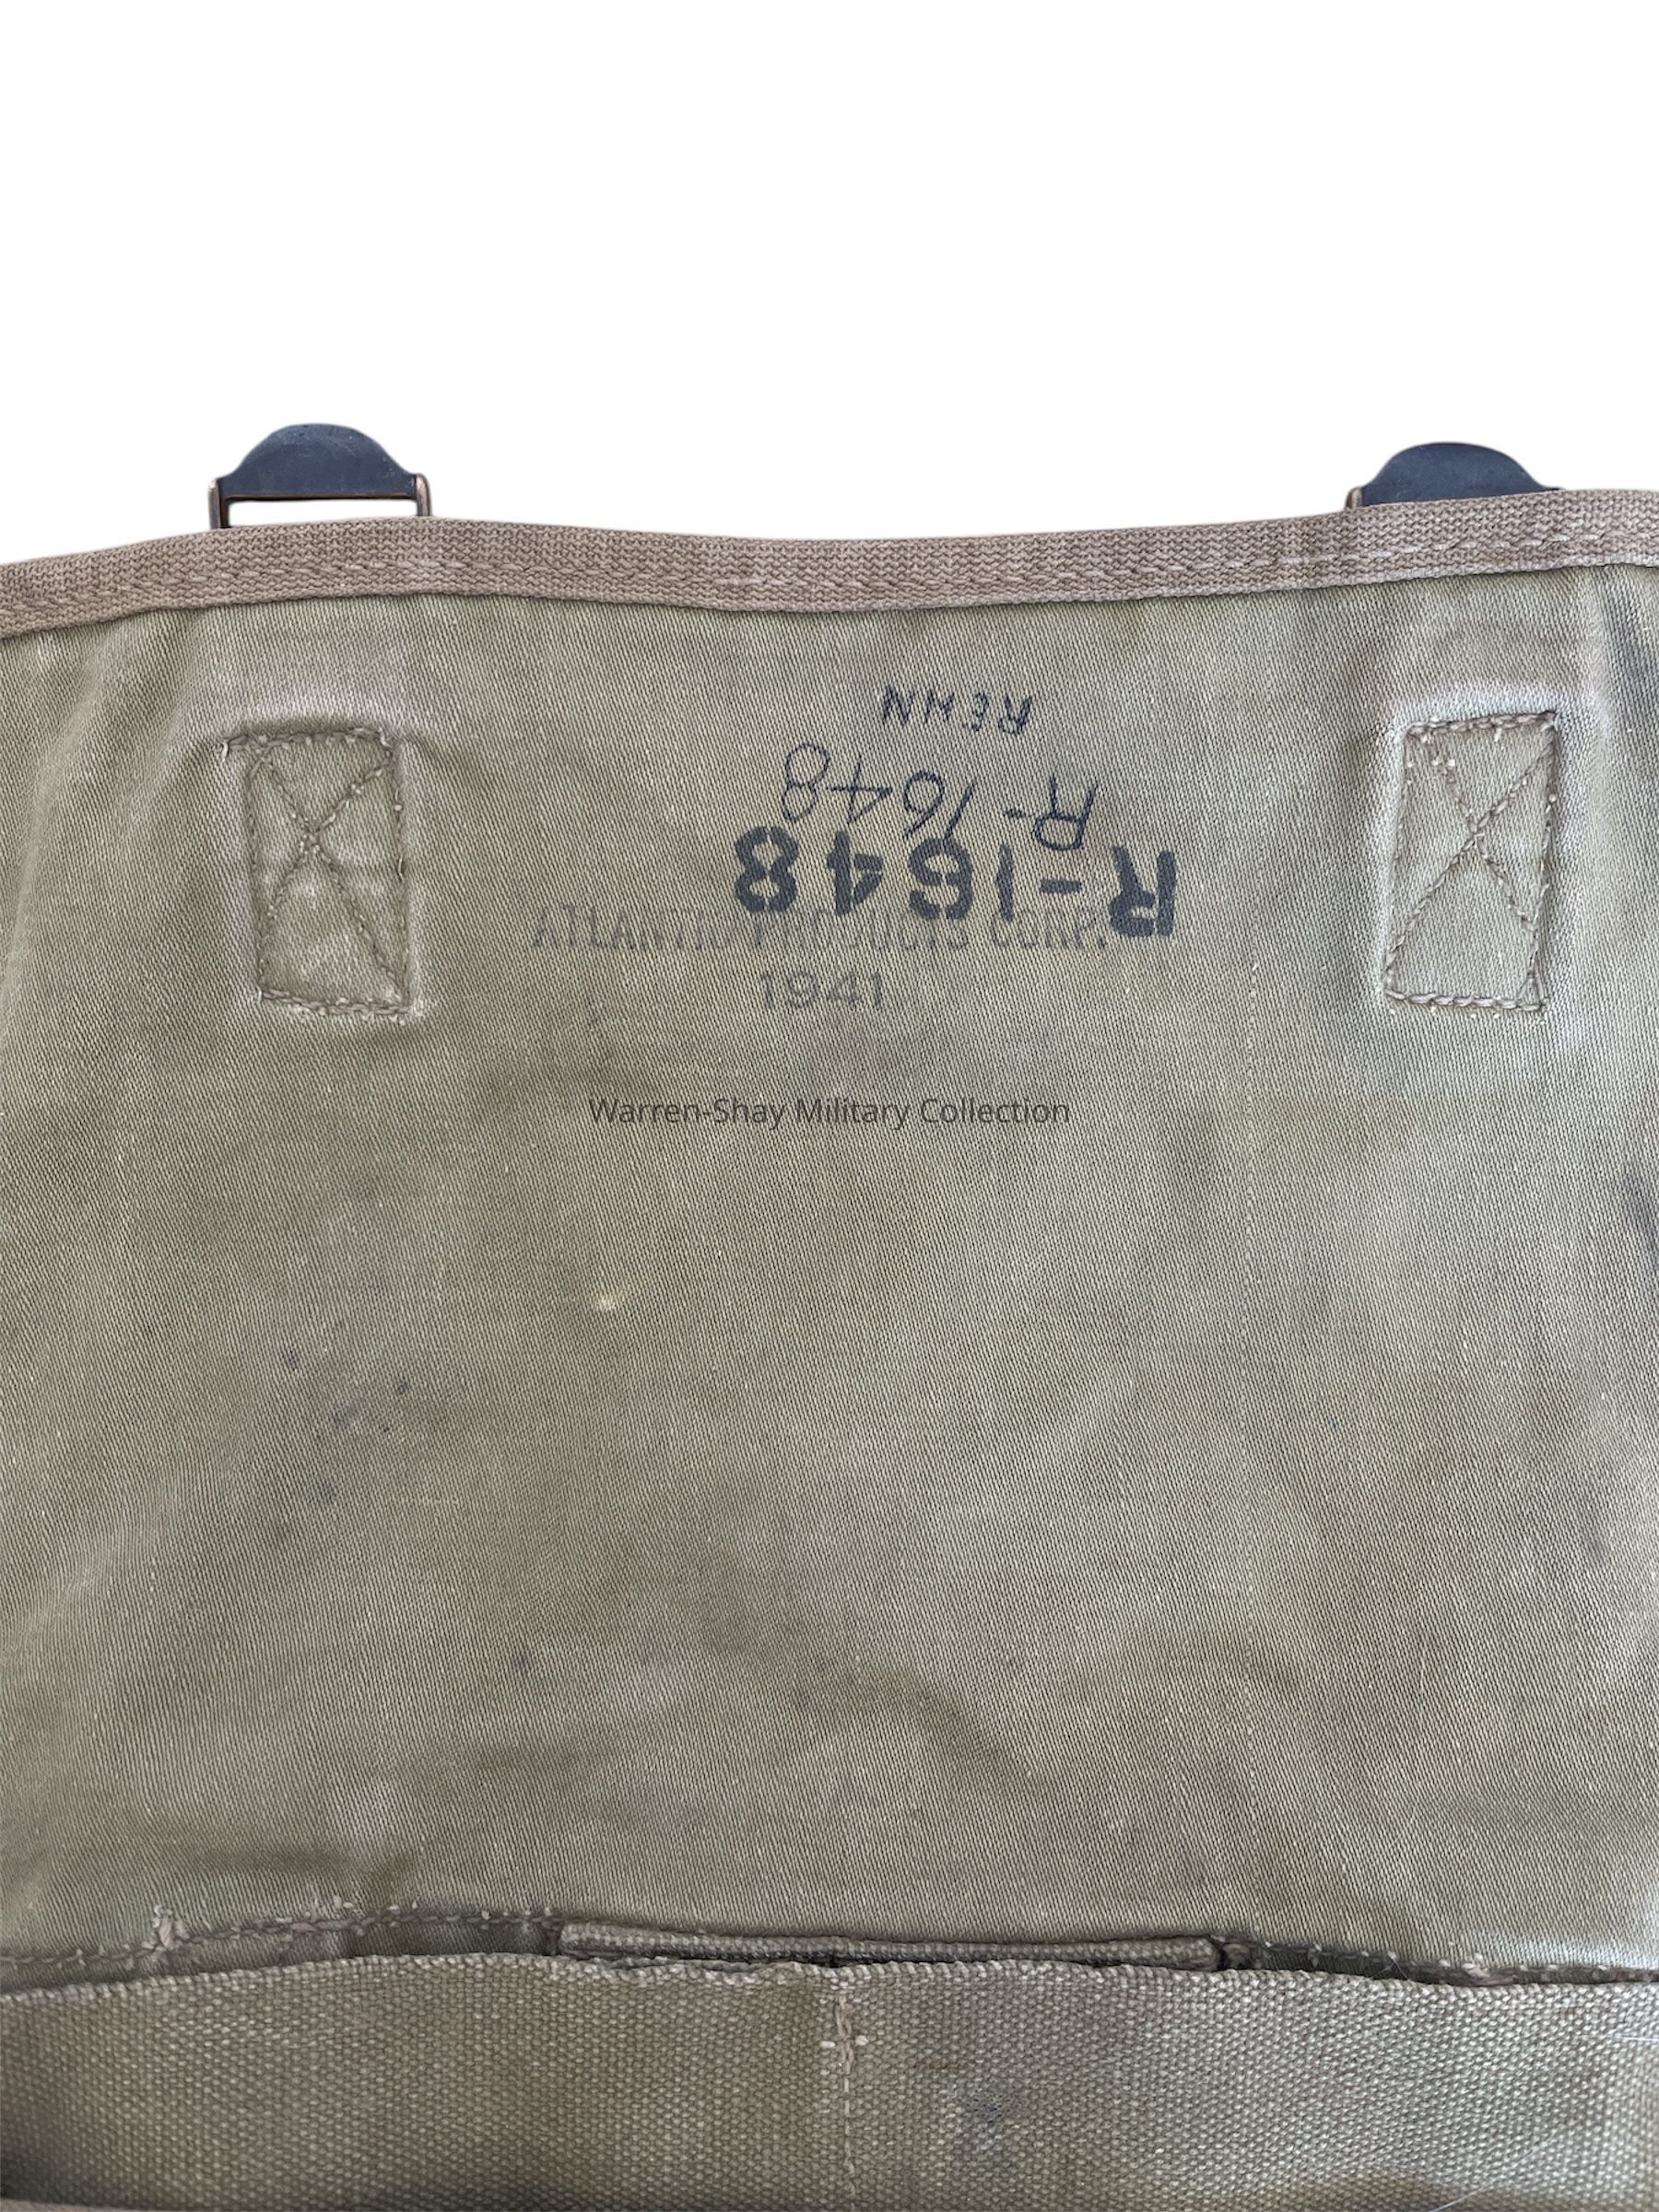 REHN
R-1648
R-1648
ATLANTIC PRODUCTS CORP.
1941
Warren-Shay Military Collection